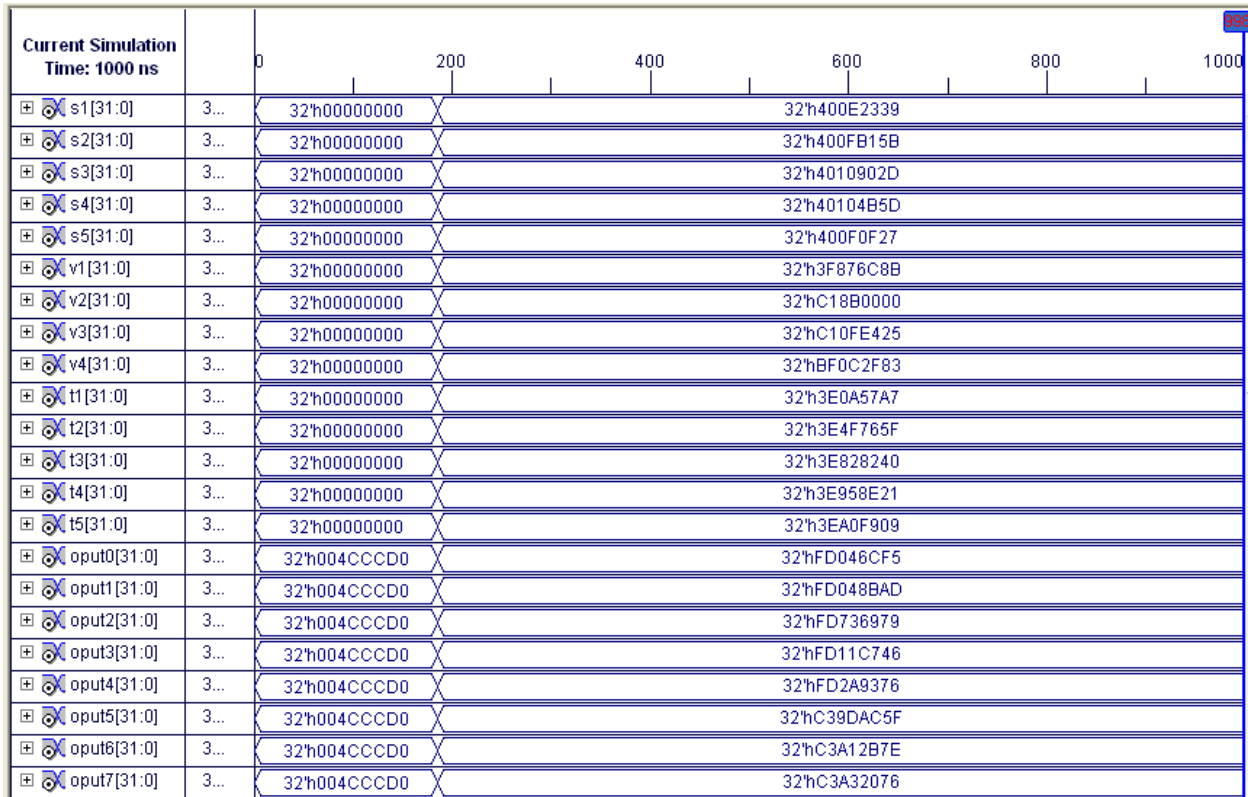 998
Current Simulation
Time: 1000 ns
0 200 400 600 800 1000
s1[31:0] 3... 32'h00000000 32'h400E2339
s2[31:0] 3... 32'h00000000 32'h400FB15B
s3[31:0] 3... 32'h00000000 32'h4010902D
s4[31:0] 3... 32'h00000000 32'h40104B5D
s5[31:0] 3... 32'h00000000 32'h400F0F27
v1[31:0] 3... 32'h00000000 32'h3F876C8B
v2[31:0] 3... 32'h00000000 32'hC18B0000
v3[31:0] 3... 32'h00000000 32'hC10FE425
v4[31:0] 3... 32'h00000000 32'hBF0C2F83
t1[31:0] 3... 32'h00000000 32'h3E0A57A7
t2[31:0] 3... 32'h00000000 32'h3E4F765F
t3[31:0] 3... 32'h00000000 32'h3E828240
t4[31:0] 3... 32'h00000000 32'h3E958E21
t5[31:0] 3... 32'h00000000 32'h3EA0F909
oput0[31:0] 3... 32'h004CCCD0 32'hFD046CF5
oput1[31:0] 3... 32'h004CCCD0 32'hFD048BAD
oput2[31:0] 3... 32'h004CCCD0 32'hFD736979
oput3[31:0] 3... 32'h004CCCD0 32'hFD11C746
oput4[31:0] 3... 32'h004CCCD0 32'hFD2A9376
oput5[31:0] 3... 32'h004CCCD0 32'hC39DAC5F
oput6[31:0] 3... 32'h004CCCD0 32'hC3A12B7E
oput7[31:0] 3... 32'h004CCCD0 32'hC3A32076